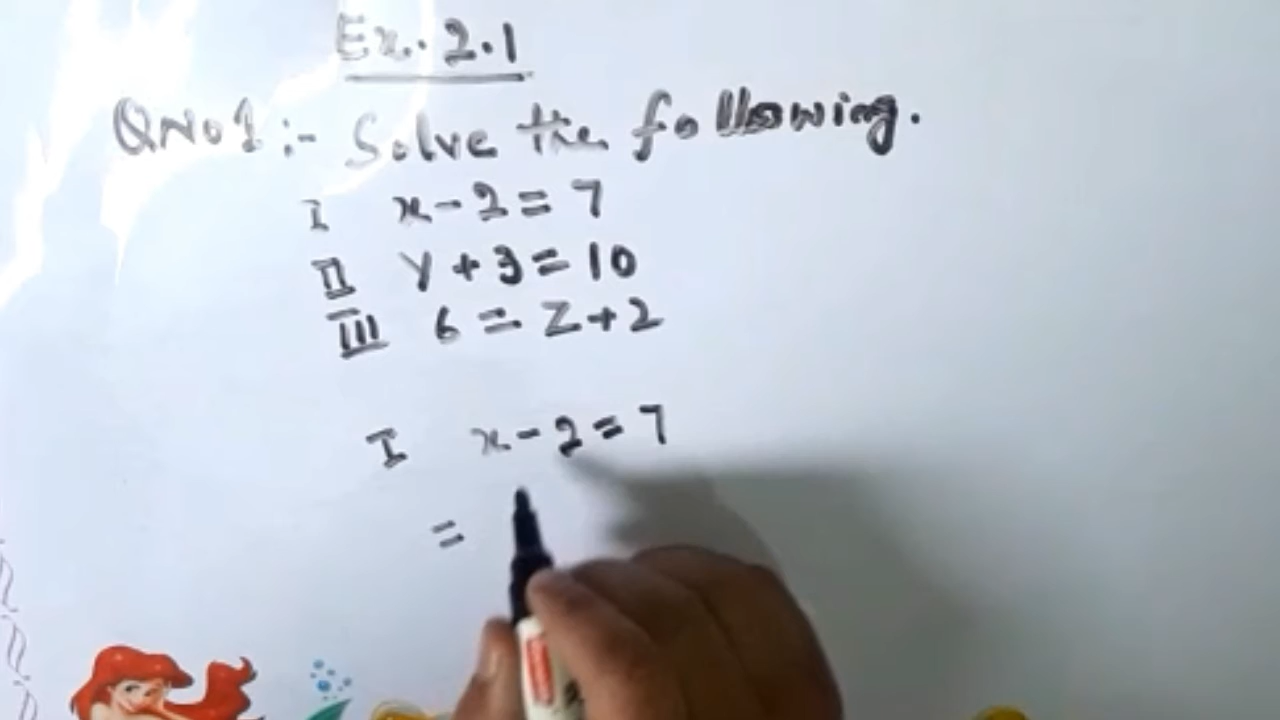 Ex. 2.1
QNo1:- Solve the following.
I x-2=7
II y+3=10
III 6=z+2
I x-2=7
=